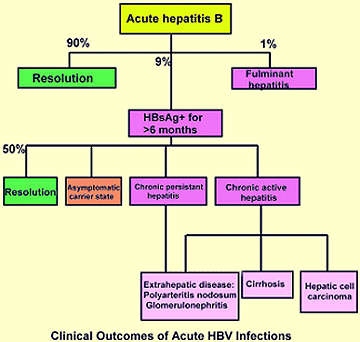 Acute hepatitis B
90%
9%
1%
Resolution
Fulminant
hepatitis
HBsAg+ for
>6 months
50%
Resolution
Asymptomatic
carrier state
Chronic persistant
hepatitis
Chronic active
hepatitis
Extrahepatic disease:
Polyarteritis nodosum
Glomerulonephritis
Cirrhosis
Hepatic cell
carcinoma
Clinical Outcomes of Acute HBV Infections